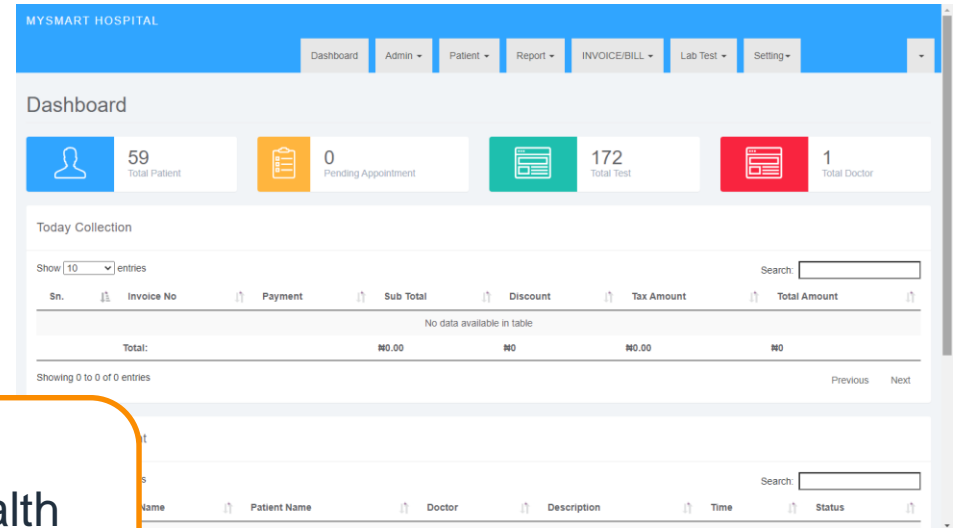 MYSMART HOSPITAL
Dashboard Admin Patient Report INVOICE/BILL Lab Test Setting
Dashboard
59
Total Patient
0
Pending Appointment
172
Total Test
1
Total Doctor
Today Collection
Show 10 entries Search:
Sn. Invoice No Payment Sub Total Discount Tax Amount Total Amount
No data available in table
Total: ₦0.00 ₦0 ₦0.00 ₦0
Showing 0 to 0 of 0 entries Previous Next
Search:
Name Patient Name Doctor Description Time Status